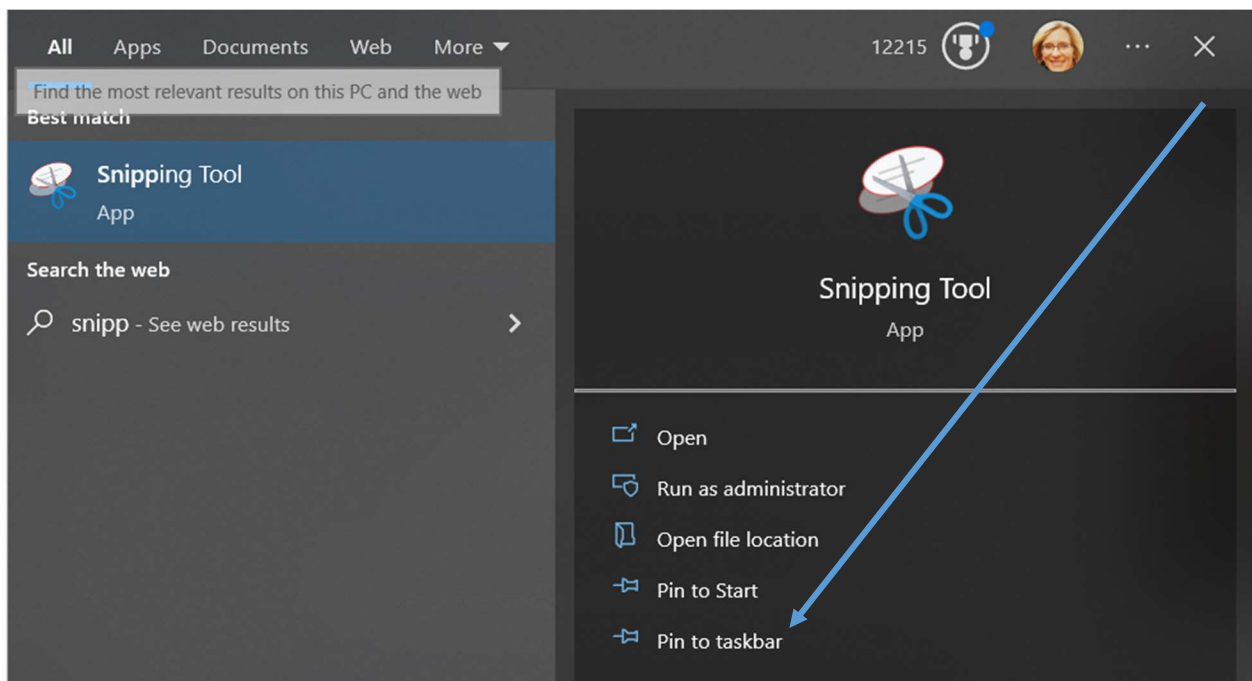 All Apps Documents Web More 12215 ...
Find the most relevant results on this PC and the web
Best match
Snipping Tool
App
Search the web
snipp - See web results
Snipping Tool
App
Open
Run as administrator
Open file location
Pin to Start
Pin to taskbar